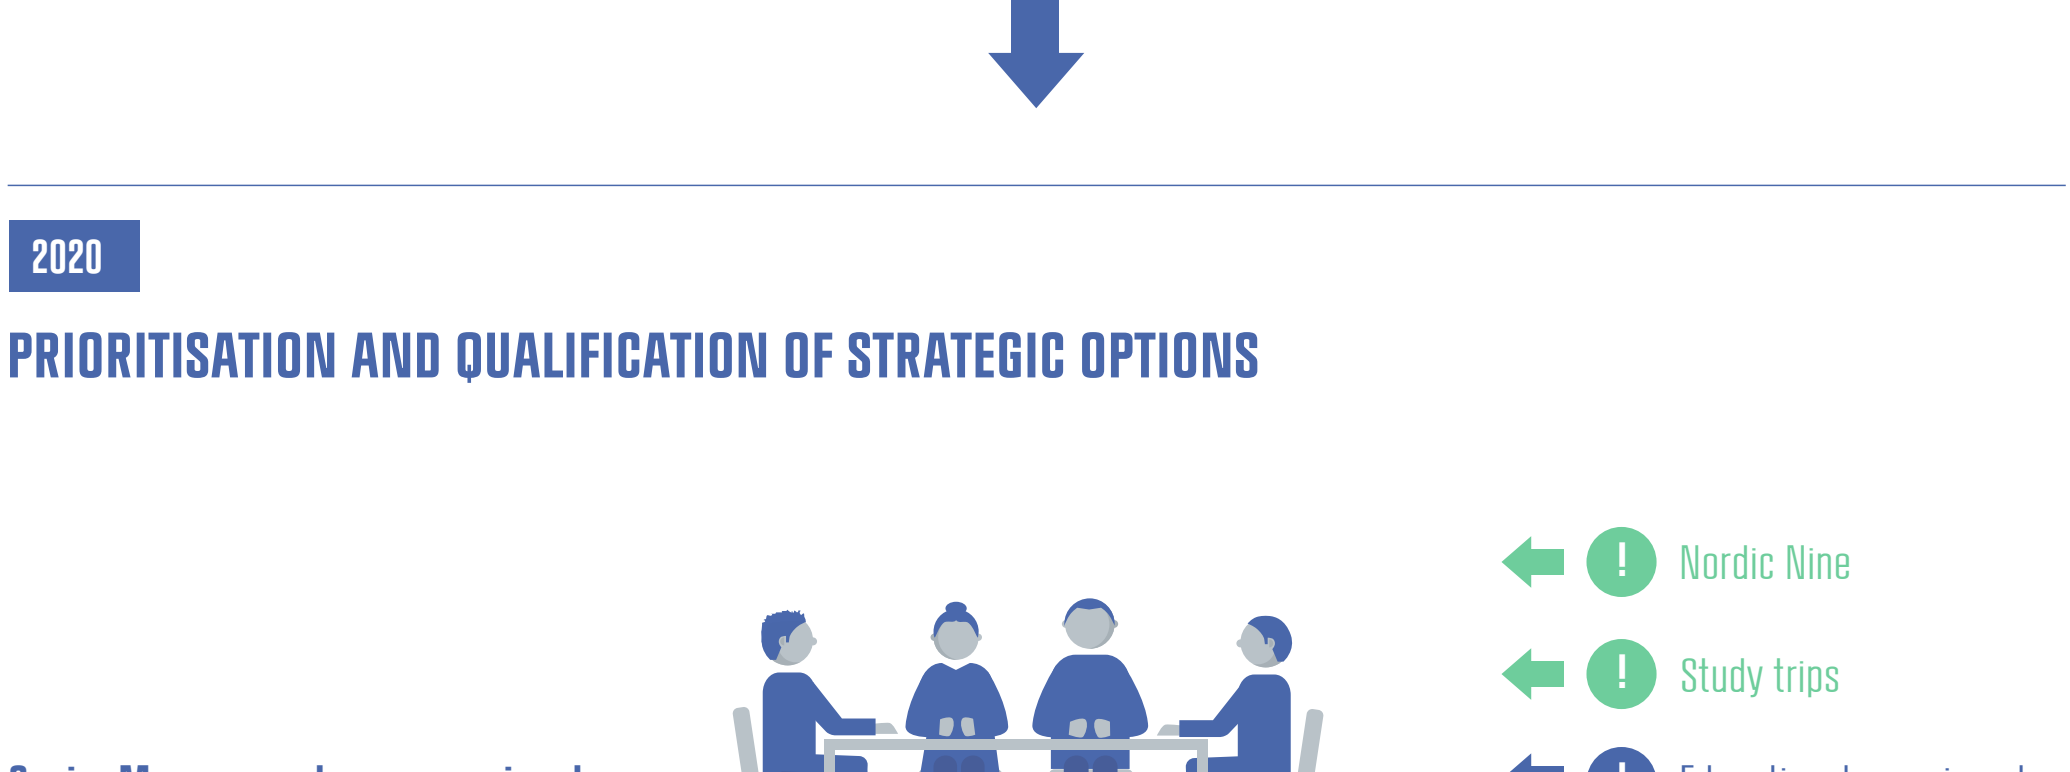 2020
PRIORITISATION AND QUALIFICATION OF STRATEGIC OPTIONS
!
Nordic Nine
!
Study trips